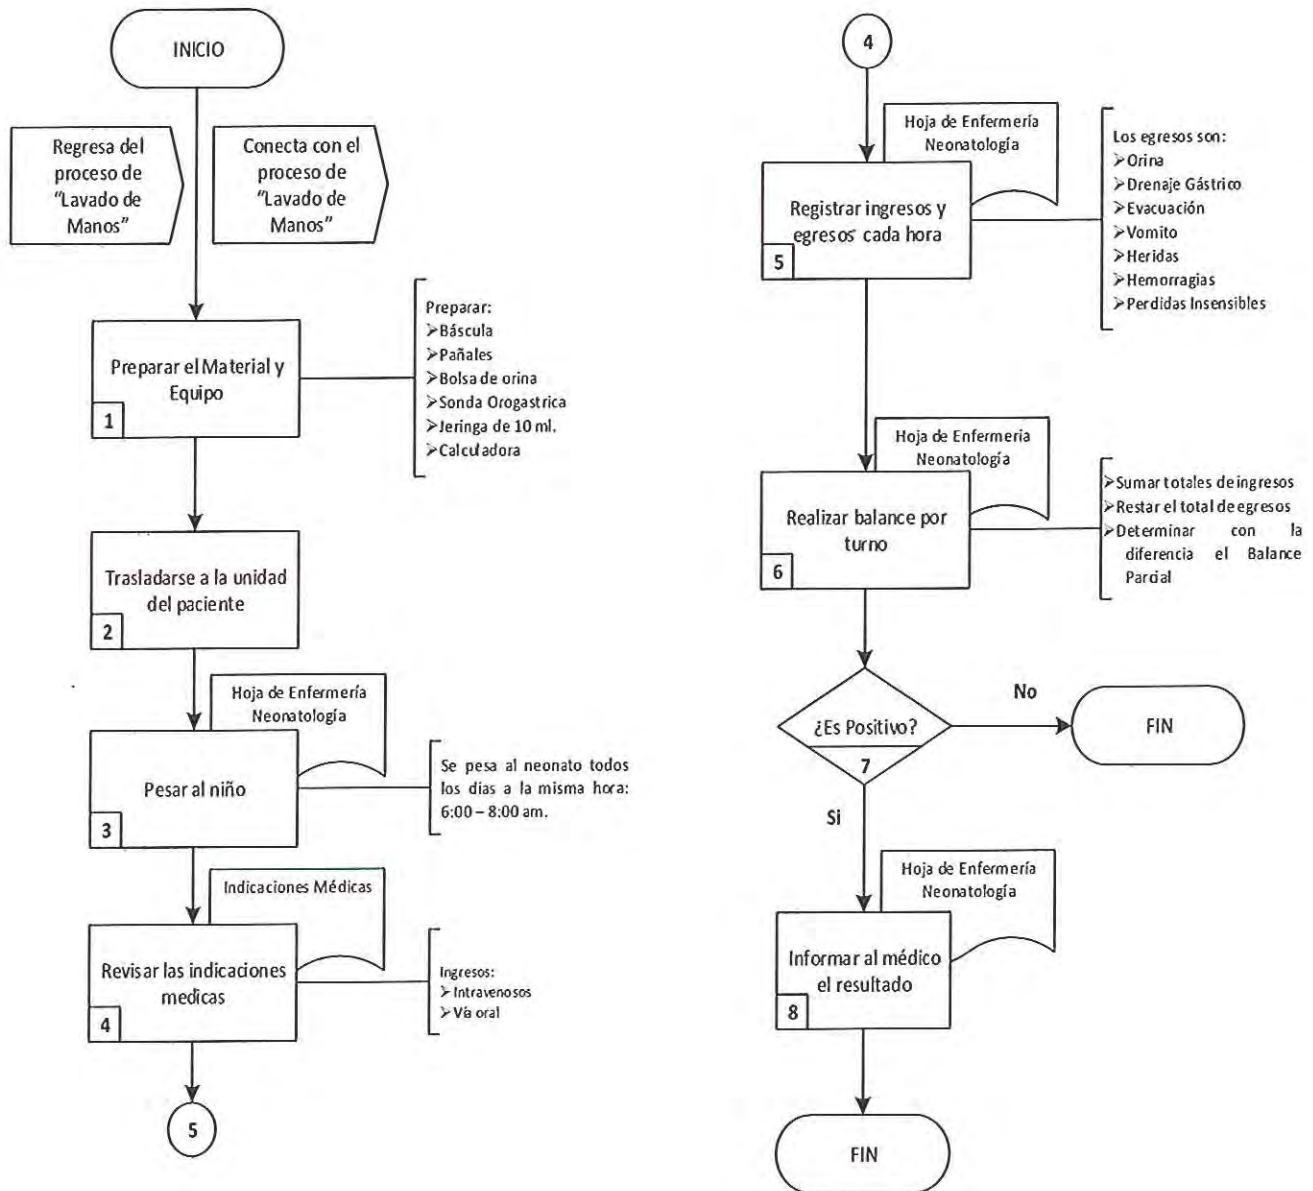 INICIO
Regresa del
proceso de
“Lavado de
Manos”
Conecta con el
proceso de
“Lavado de
Manos”
Preparar el Material y
Equipo
1
Preparar:
➢Báscula
➢Pañales
➢Bolsa de orina
➢Sonda Orogastrica
➢Jeringa de 10 ml.
➢Calculadora
Trasladarse a la unidad
del paciente
2
Hoja de Enfermería
Neonatología
Pesar al niño
3
Se pesa al neonato todos
los dias a la misma hora:
6:00 – 8:00 am.
Indicaciones Médicas
Revisar las indicaciones
medicas
4
Ingresos:
➢Intravenosos
➢Vía oral
5
4
Hoja de Enfermería
Neonatología
Registrar ingresos y
egresos cada hora
5
Los egresos son:
➢Orina
➢Drenaje Gástrico
➢Evacuación
➢Vomito
➢Heridas
➢Hemorragias
➢Perdidas Insensibles
Hoja de Enfermería
Neonatología
Realizar balance por
turno
6
➢Sumar totales de ingresos
➢Restar el total de egresos
➢Determinar con la
diferencia el Balance
Parcial
¿Es Positivo?
7
No
FIN
Si
Hoja de Enfermería
Neonatología
Informar al médico
el resultado
8
FIN